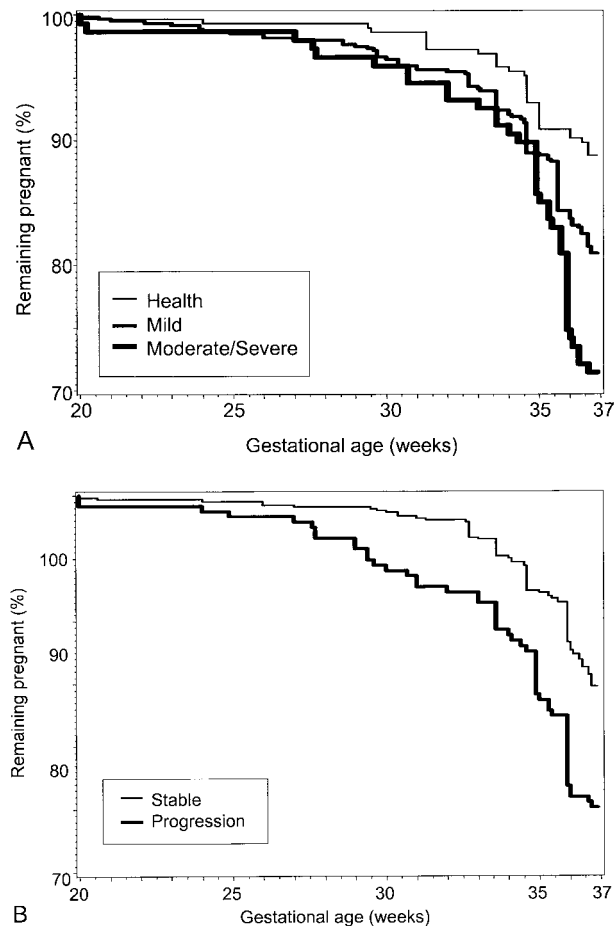 100
90
80
70
Remaining pregnant (%)
Health
Mild
Moderate/Severe
20 25 30 35 37
A
Gestational age (weeks)
100
90
80
70
Remaining pregnant (%)
Stable
Progression
20 25 30 35 37
B
Gestational age (weeks)